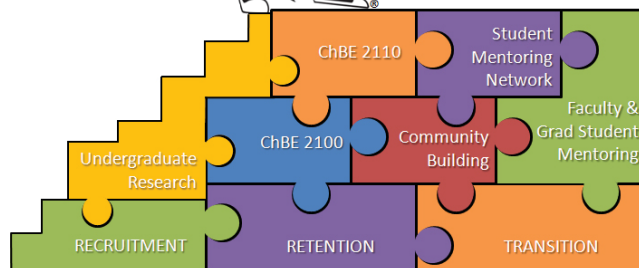 ®
ChBE 2110
Student
Mentoring
Network
Faculty &
Grad Student
Mentoring
ChBE 2100
Community
Building
Undergraduate
Research
RECRUITMENT
RETENTION
TRANSITION